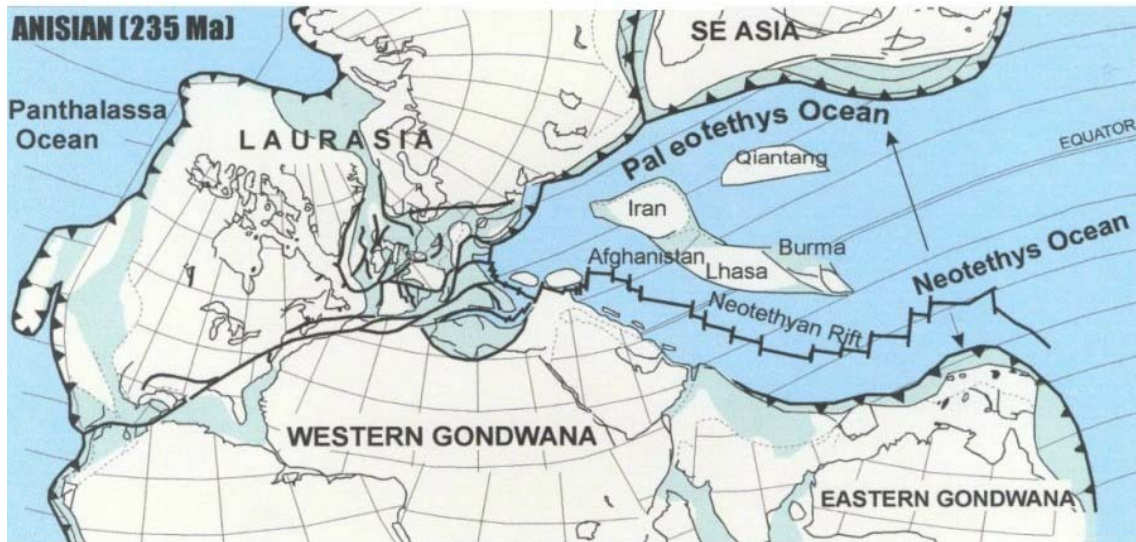 ANISIAN (235 Ma)
SE ASIA
Panthalassa
Ocean
LAURASIA
Pal eotethys Ocean
EQUATOR
Qiantang
Iran
Afghanistan
Burma
Lhasa
Neotethys Ocean
Neotethyan Rift
WESTERN GONDWANA
EASTERN GONDWANA